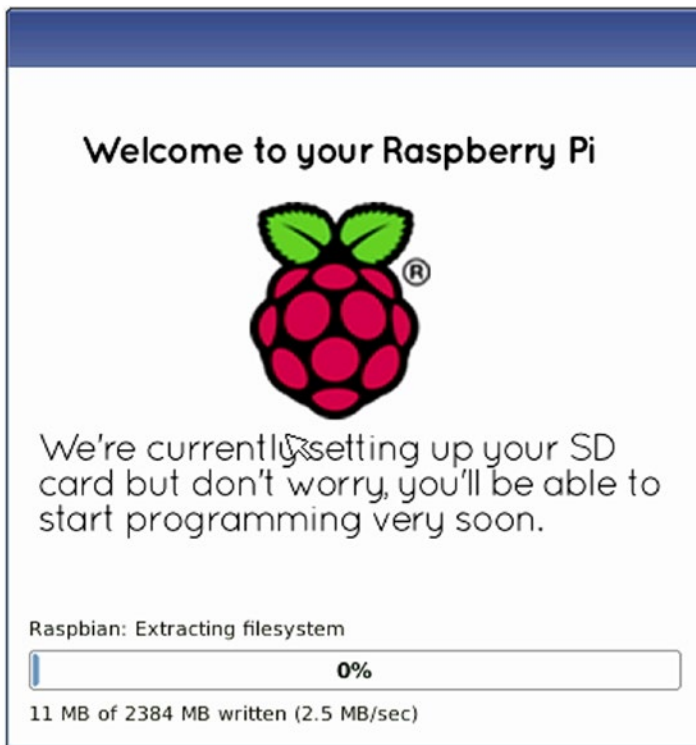 Welcome to your Raspberry Pi
®
We're currently setting up your SD
card but don't worry, you'll be able to
start programming very soon.
Raspbian: Extracting filesystem
0%
11 MB of 2384 MB written (2.5 MB/sec)